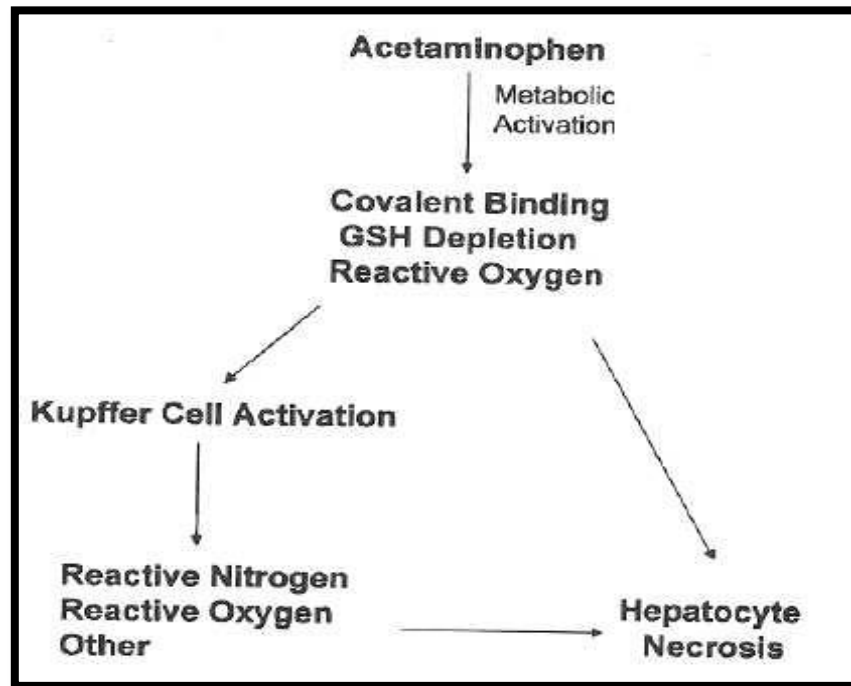 Acetaminophen
Metabolic
Activation
Covalent Binding
GSH Depletion
Reactive Oxygen
Kupffer Cell Activation
Reactive Nitrogen
Reactive Oxygen
Other
Hepatocyte
Necrosis